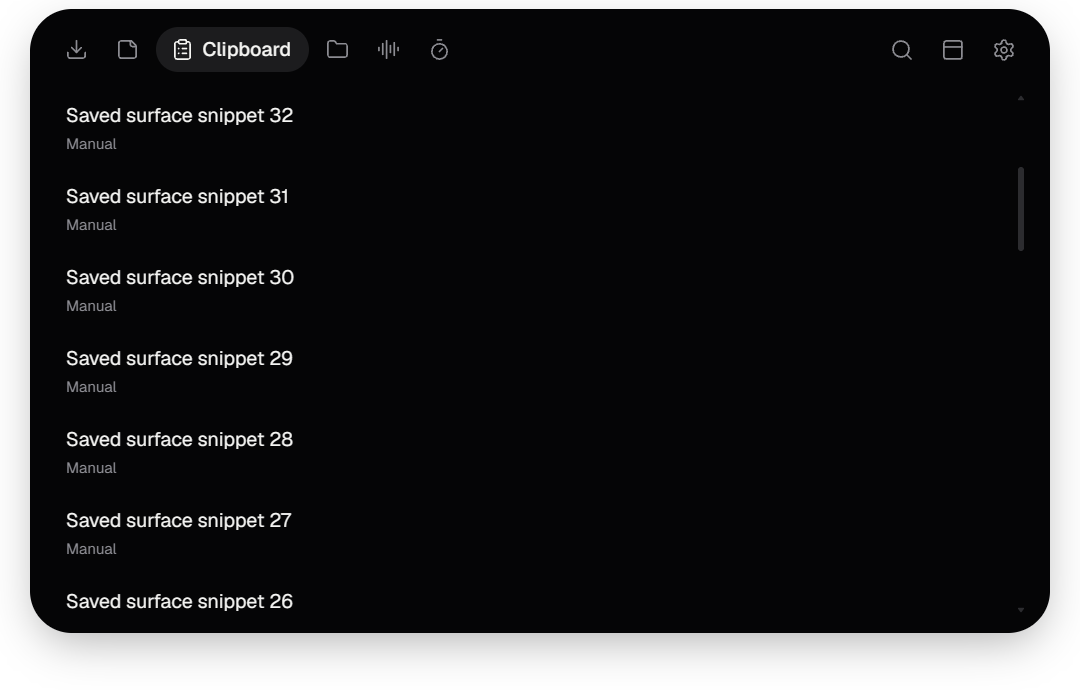 Clipboard
Saved surface snippet 32
Manual
Saved surface snippet 31
Manual
Saved surface snippet 30
Manual
Saved surface snippet 29
Manual
Saved surface snippet 28
Manual
Saved surface snippet 27
Manual
Saved surface snippet 26